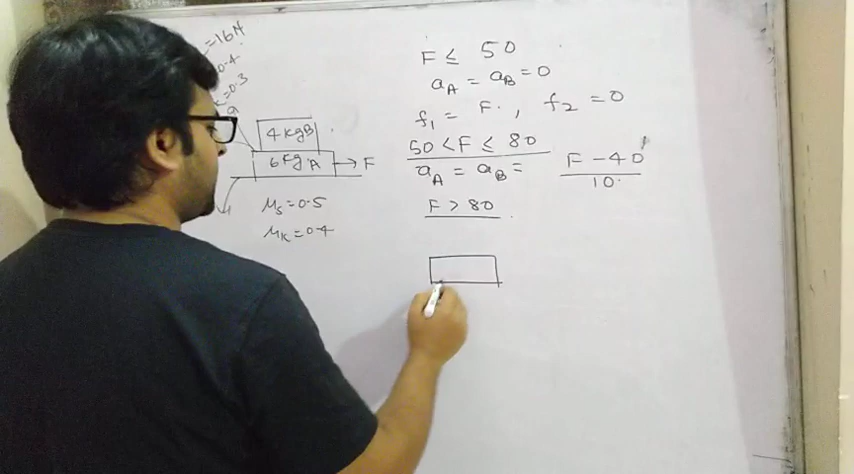 =16N
0.4
=0.3
4kgB
6kg A → F
μs=0.5
μk=0.4
F ≤ 50
aA = aB = 0
f1 = F. , f2 = 0
50 < F ≤ 80
aA = aB = F - 40 / 10.
F > 80